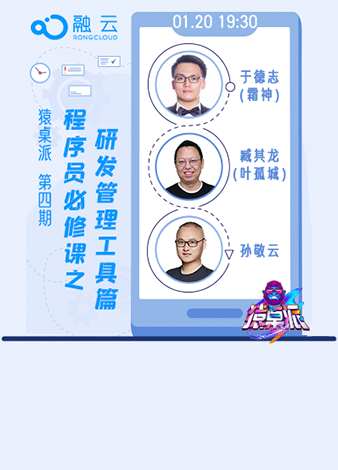 融云
RONGCLOUD
01.20 19:30
猿桌派 第四期
程序员必修课之
研发管理工具篇
于德志
(霜神)
臧其龙
(叶孤城)
孙敬云
猿桌派